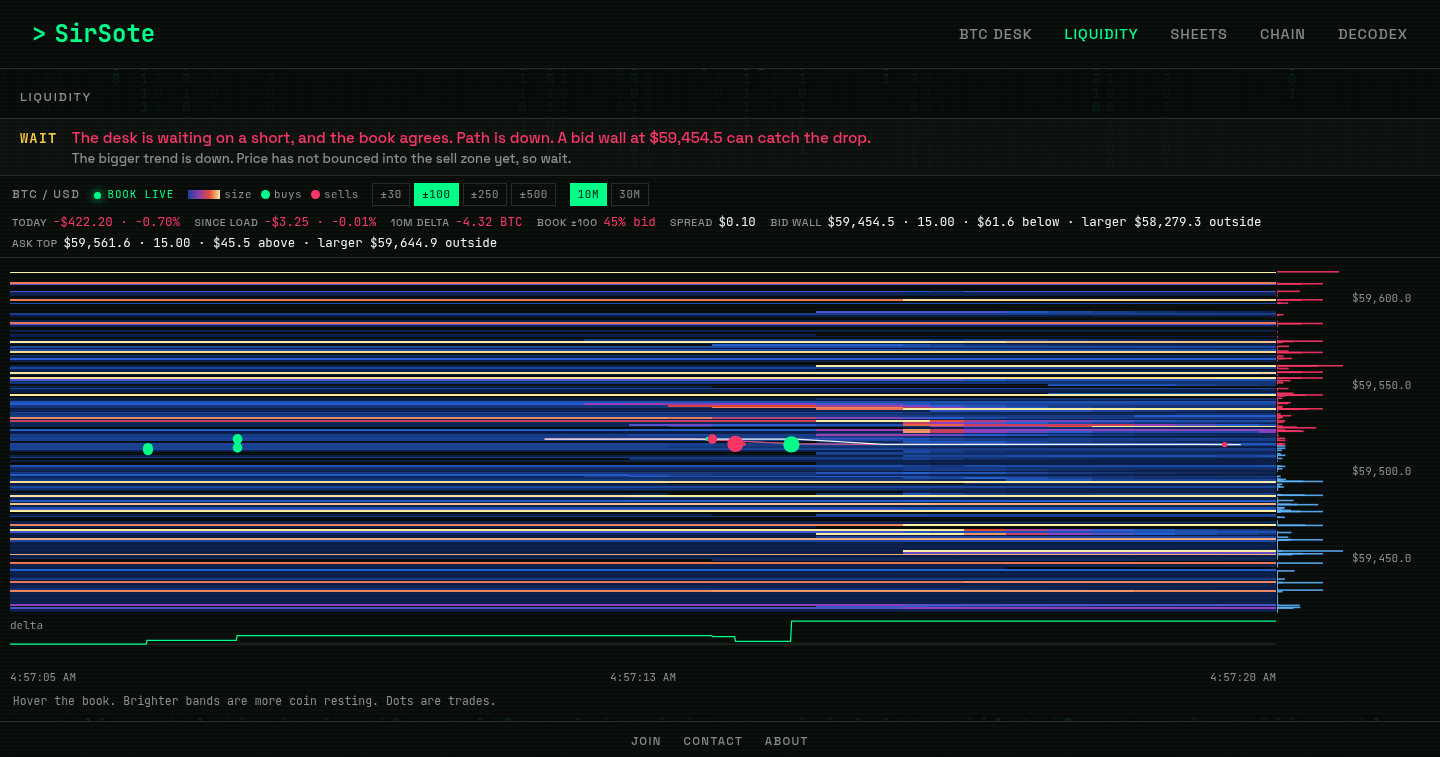 > SirSote
BTC DESK LIQUIDITY SHEETS CHAIN DECODEX
LIQUIDITY
WAIT The desk is waiting on a short, and the book agrees. Path is down. A bid wall at $59,454.5 can catch the drop.
The bigger trend is down. Price has not bounced into the sell zone yet, so wait.
BTC / USD BOOK LIVE size buys sells ±30 ±100 ±250 ±500 10M 30M
TODAY -$422.20 · -0.70% SINCE LOAD -$3.25 · -0.01% 10M DELTA -4.32 BTC BOOK ±100 45% bid SPREAD $0.10 BID WALL $59,454.5 · 15.00 · $61.6 below · larger $58,279.3 outside
ASK TOP $59,561.6 · 15.00 · $45.5 above · larger $59,644.9 outside
$59,600.0
$59,550.0
$59,500.0
$59,450.0
delta
4:57:05 AM 4:57:13 AM 4:57:20 AM
Hover the book. Brighter bands are more coin resting. Dots are trades.
JOIN CONTACT ABOUT